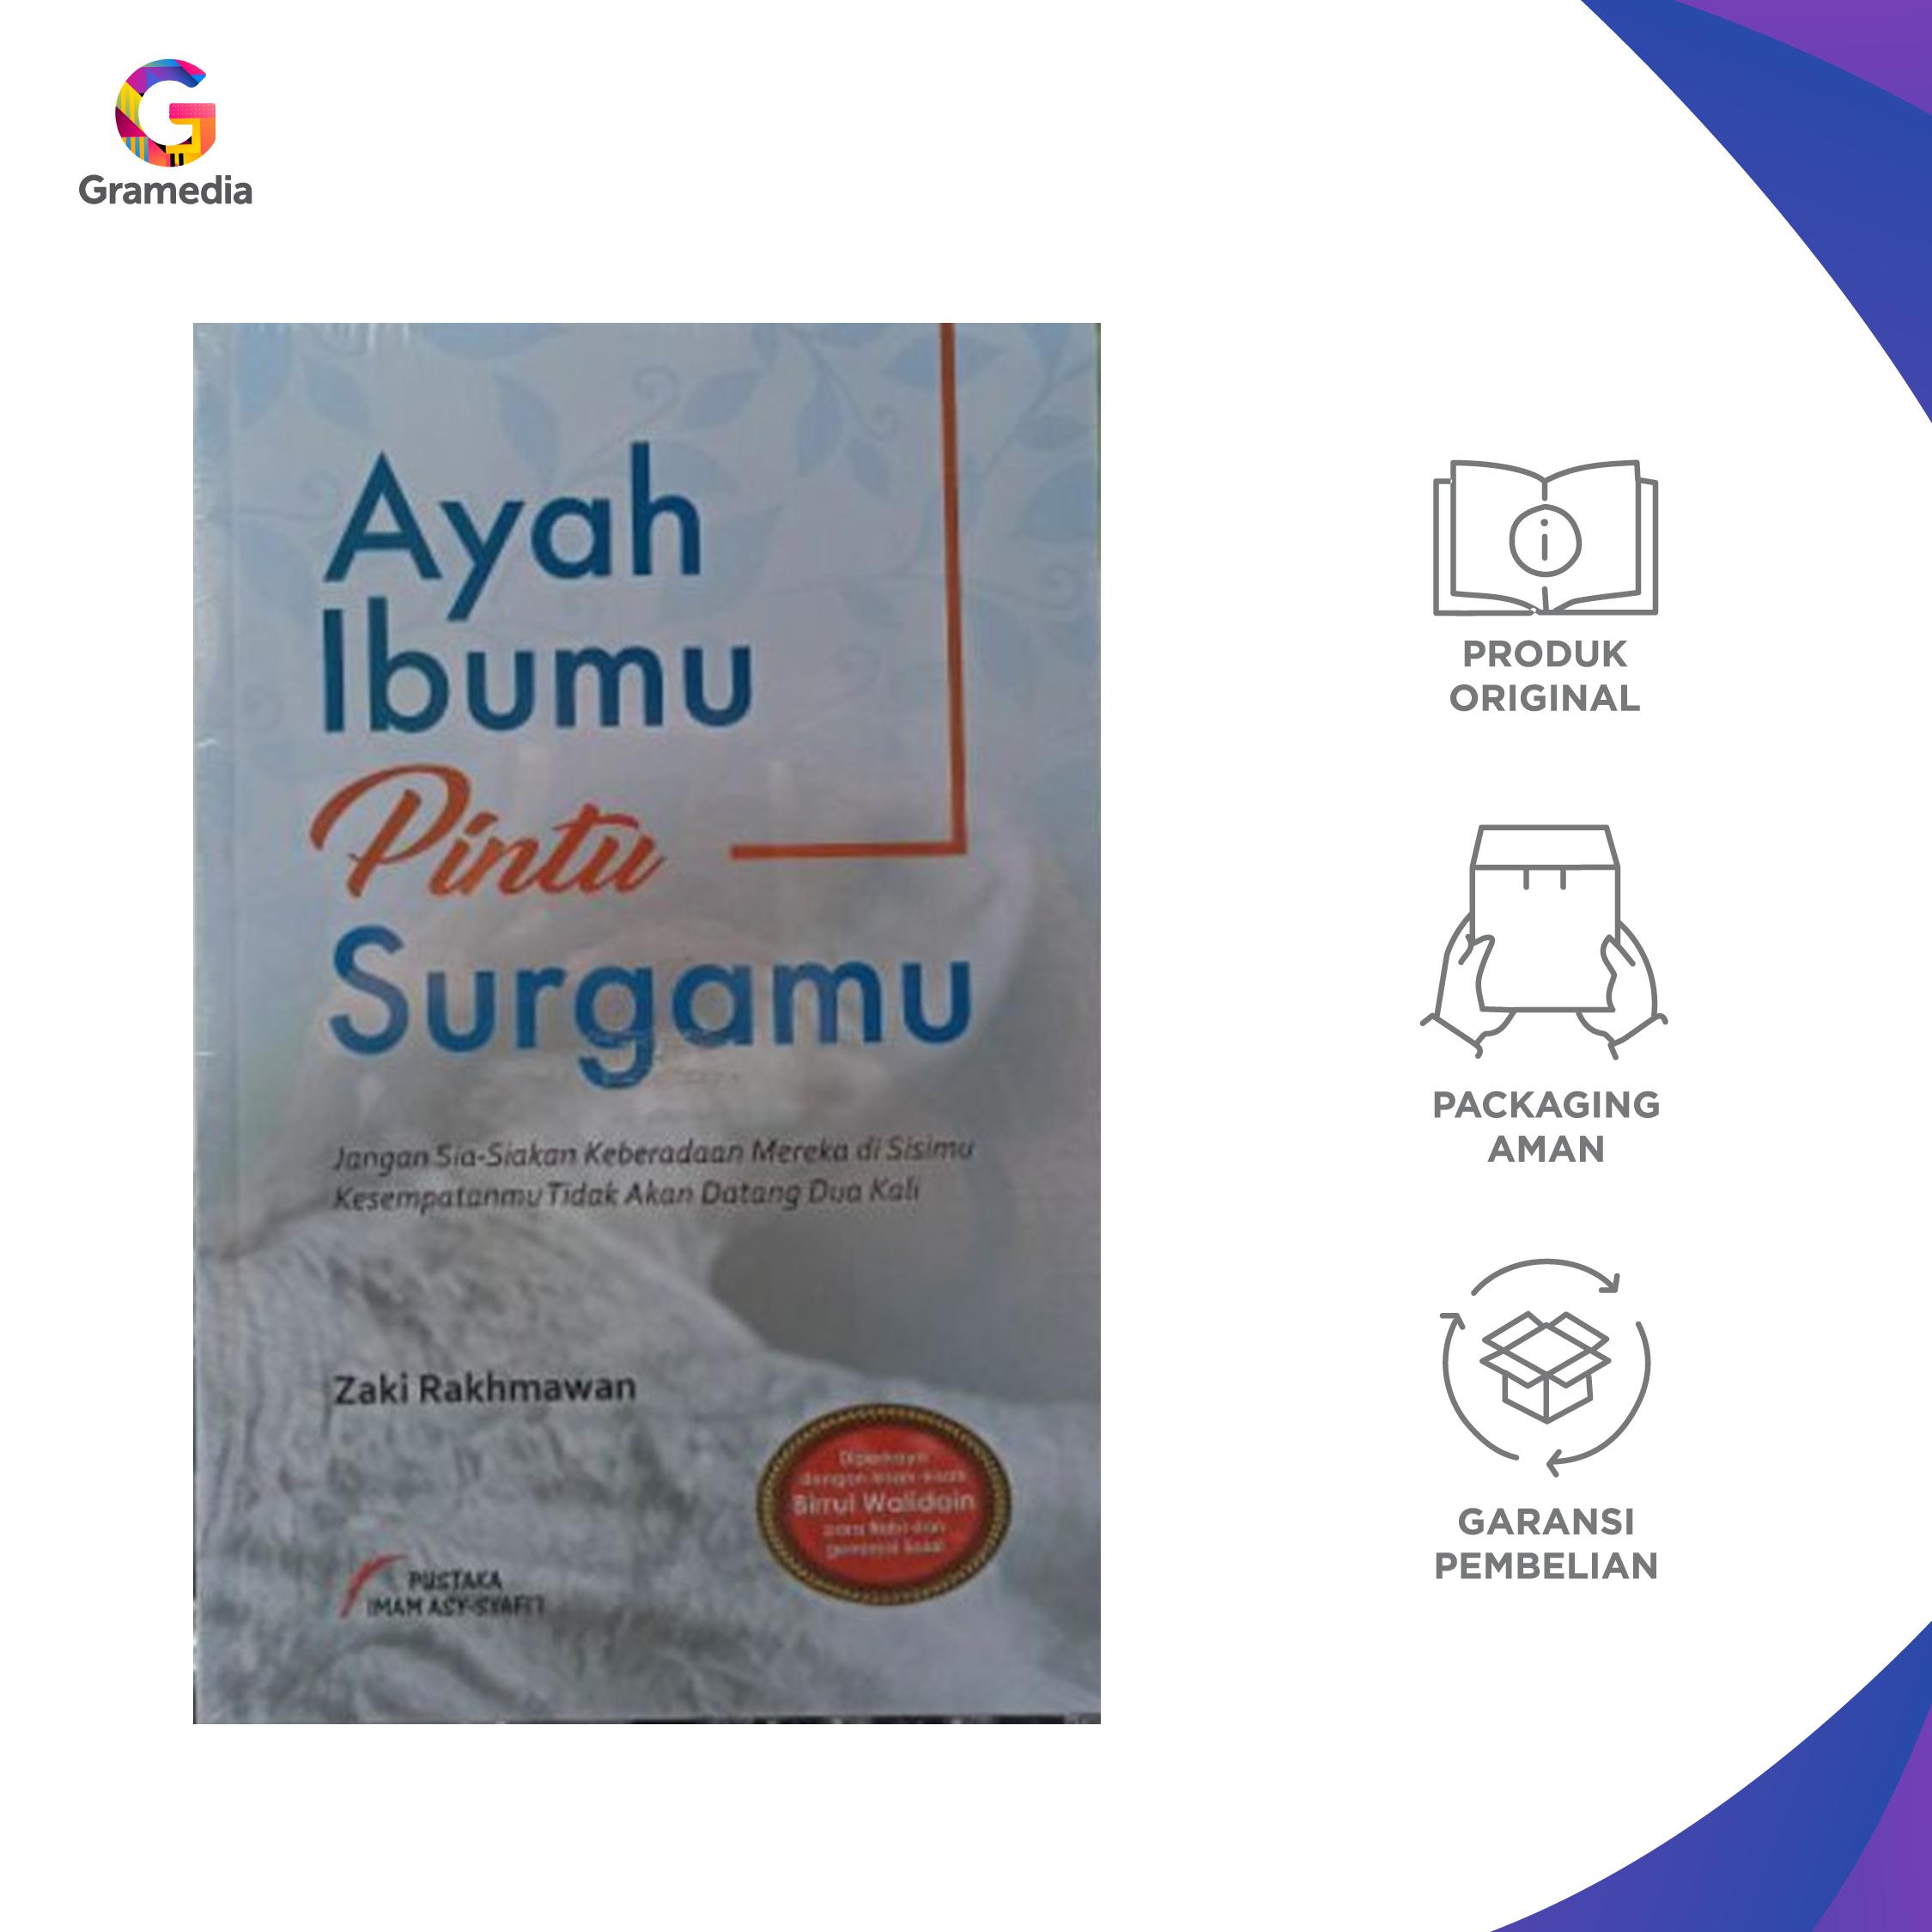 Gramedia
Ayah
Ibumu
Pintu
Surgamu
Jangan Sia-Siakan Keberadaan Mereka di Sisimu
Kesempatanmu Tidak Akan Datang Dua Kali
Zaki Rakhmawan
dengan
Birrul Walidain
PUSTAKA
IMAM ASY-SYAFI'I
PRODUK
ORIGINAL
PACKAGING
AMAN
GARANSI
PEMBELIAN